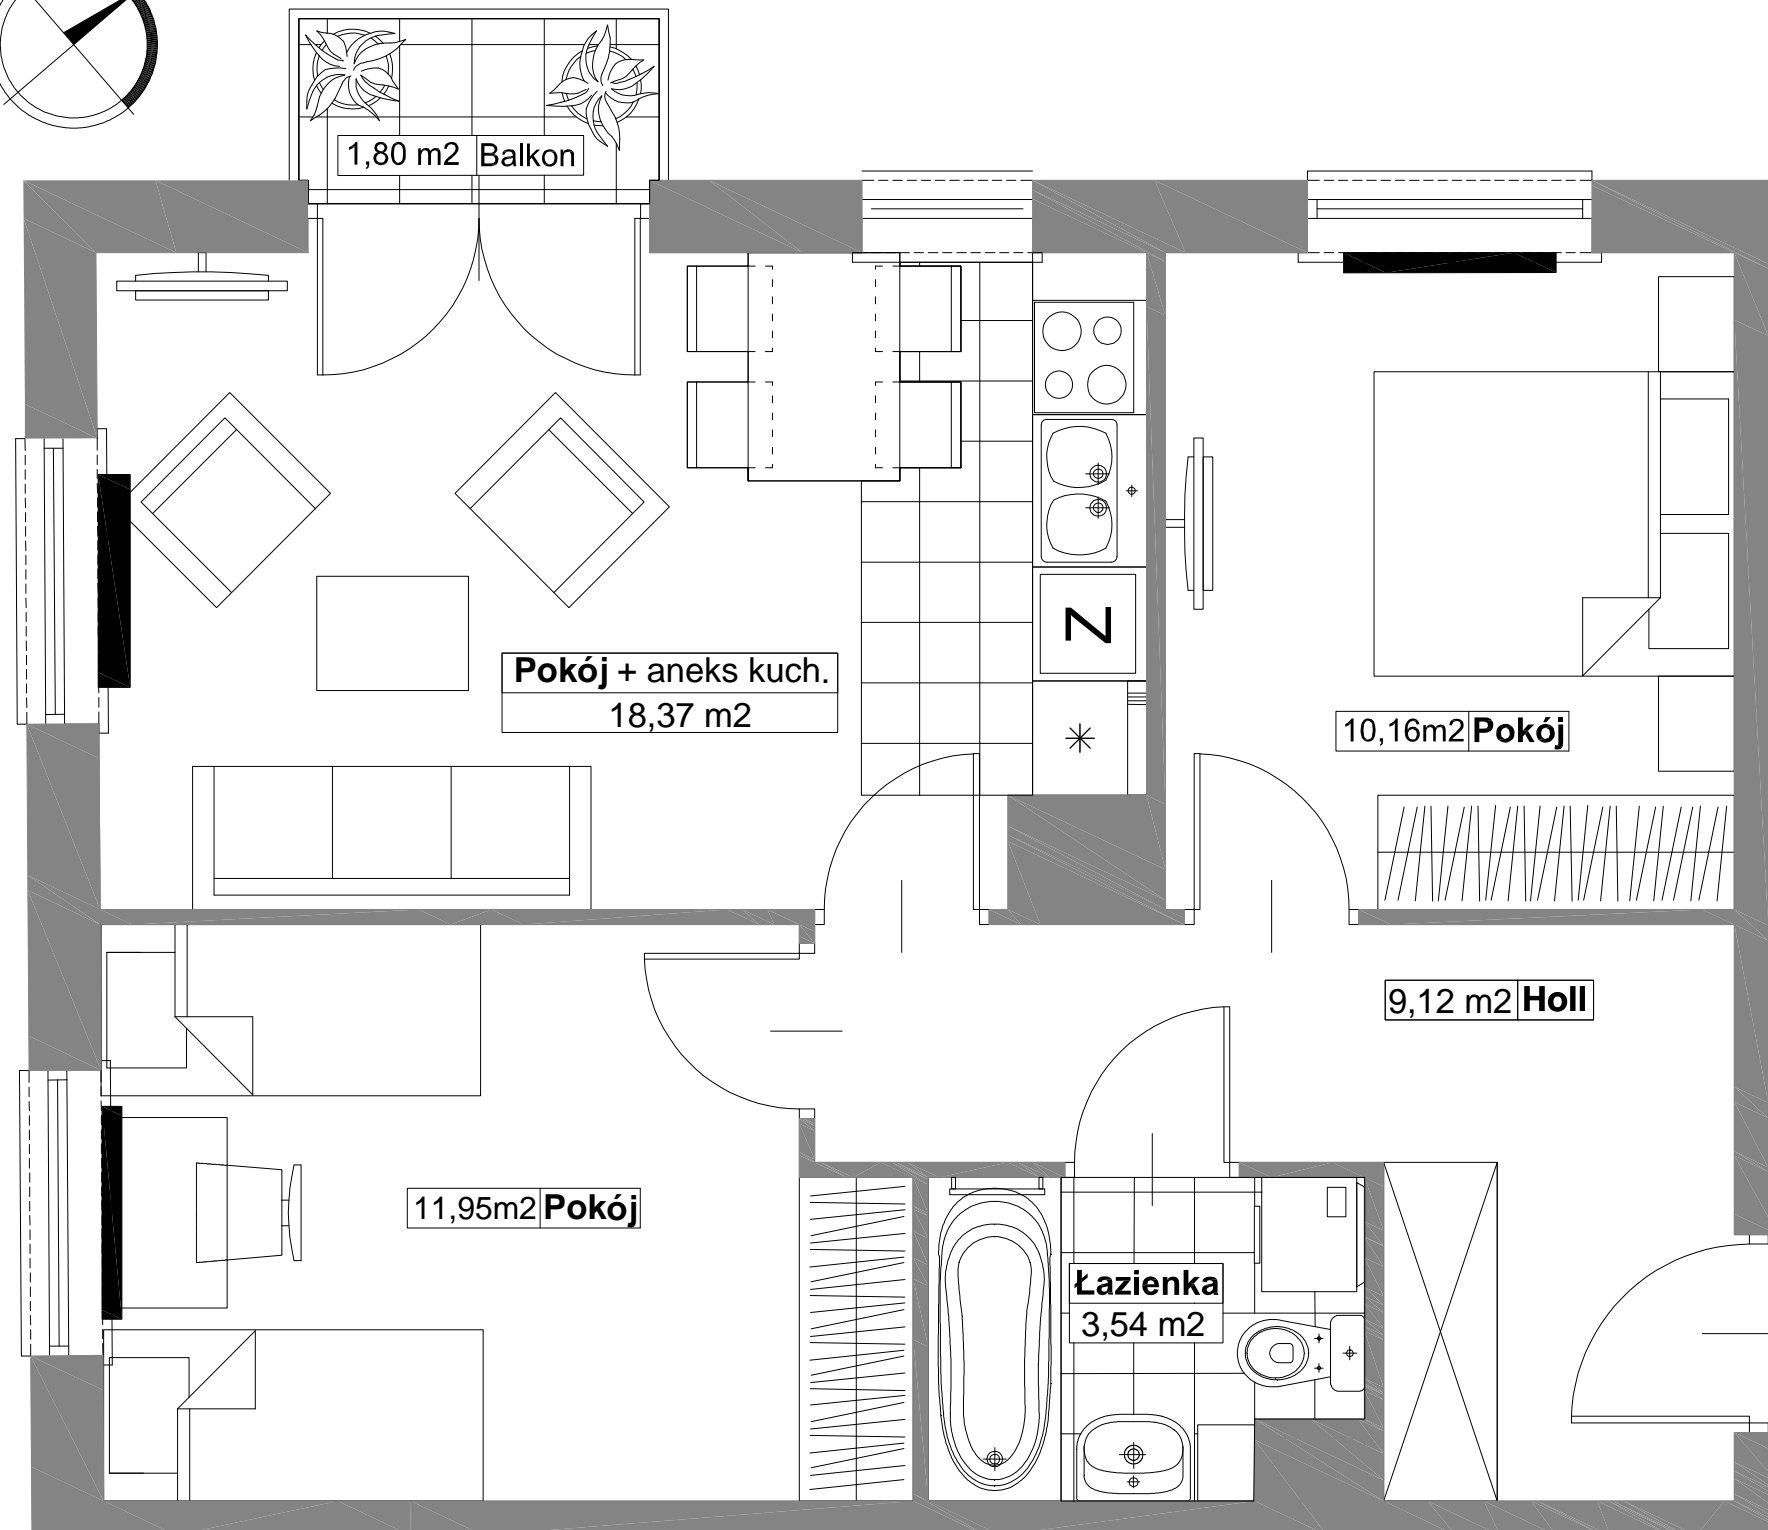 1,80 m2 Balkon
Pokój + aneks kuch.
18,37 m2
Z
10,16m2 Pokój
9,12 m2 Holl
11,95m2 Pokój
Łazienka
3,54 m2